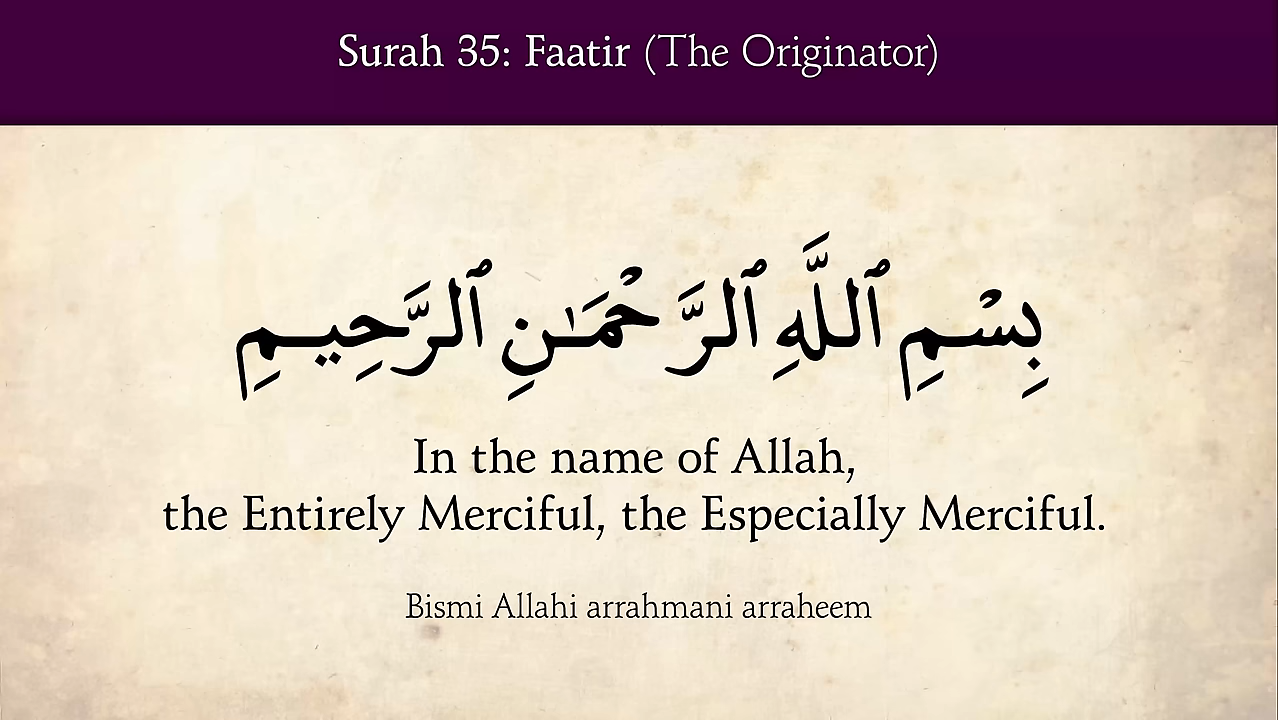 Surah 35: Faatir (The Originator)
بِسْمِ ٱللَّهِ ٱلرَّحْمَـٰنِ ٱلرَّحِيمِ
In the name of Allah,
the Entirely Merciful, the Especially Merciful.
Bismi Allahi arrahmani arraheem